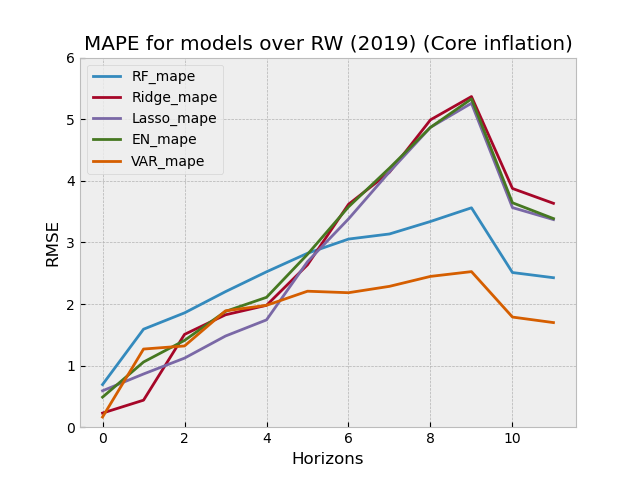 MAPE for models over RW (2019) (Core inflation)
RF_mape
Ridge_mape
Lasso_mape
EN_mape
VAR_mape
6
5
4
3
2
1
0
RMSE
0 2 4 6 8 10
Horizons